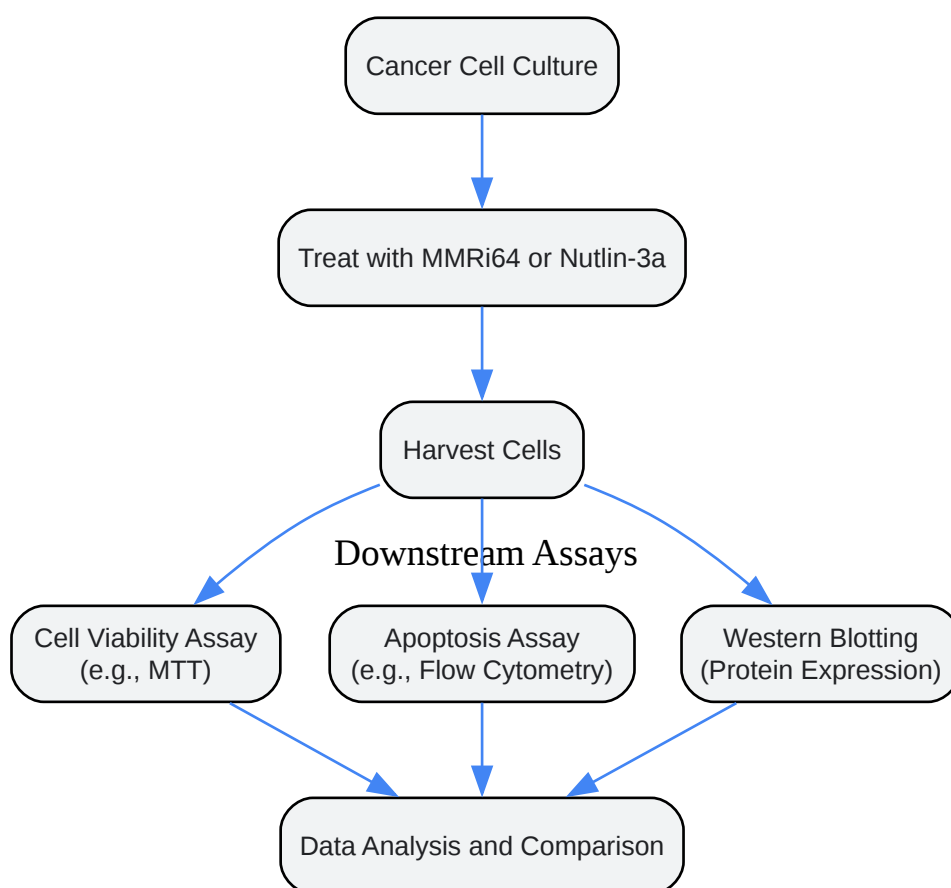 Cancer Cell Culture
Treat with MMRi64 or Nutlin-3a
Harvest Cells
Downstream Assays
Cell Viability Assay
(e.g., MTT)
Apoptosis Assay
(e.g., Flow Cytometry)
Western Blotting
(Protein Expression)
Data Analysis and Comparison